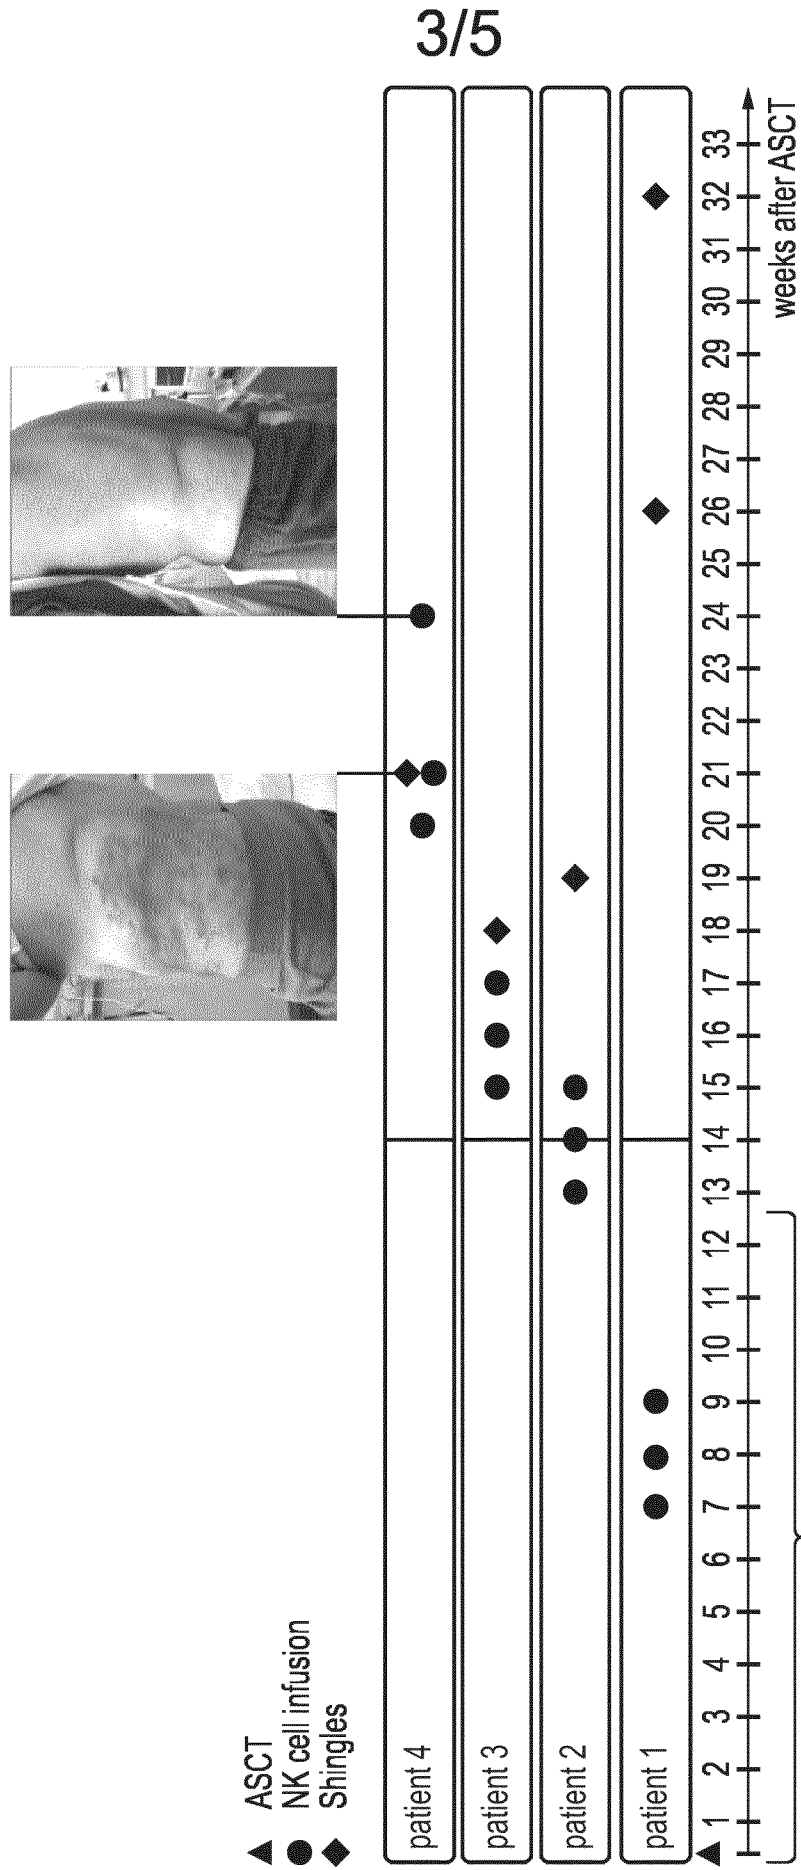 3/5
▲ ASCT
● NK cell infusion
◆ Shingles
patient 4
patient 3
patient 2
patient 1
1 2 3 4 5 6 7 8 9 10 11 12 13 14 15 16 17 18 19 20 21 22 23 24 25 26 27 28 29 30 31 32 33
weeks after ASCT